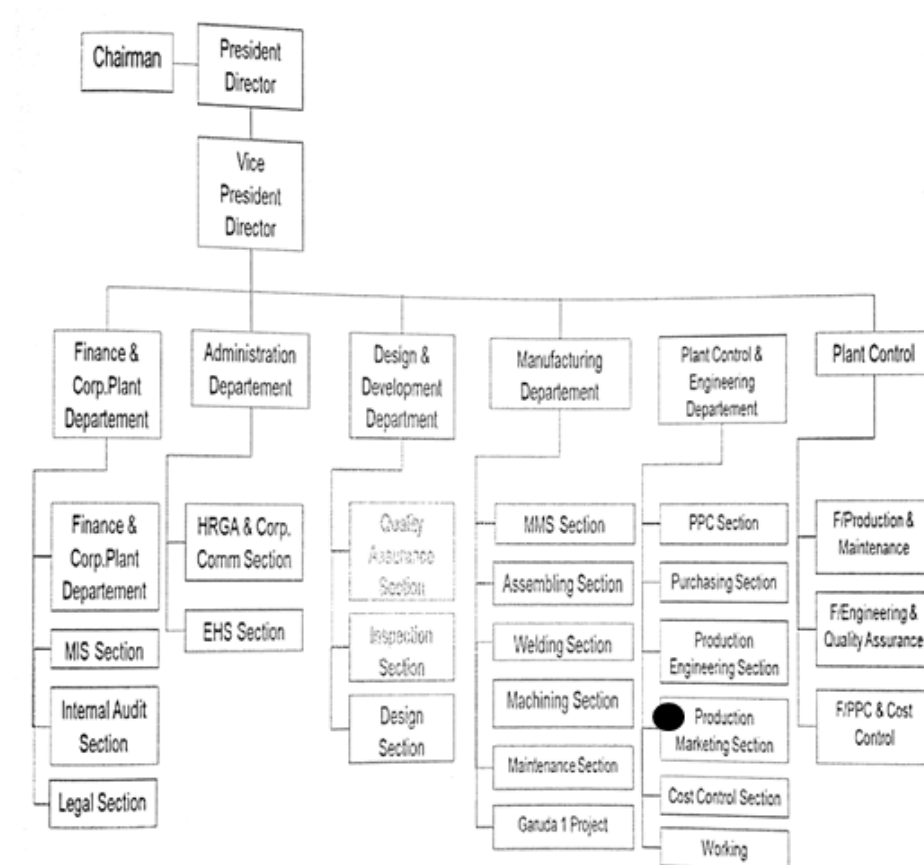 Chairman
President
Director
Vice
President
Director
Finance &
Corp.Plant
Departement
Administration
Departement
Design &
Development
Department
Manufacturing
Departement
Plant Control &
Engineering
Departement
Plant Control
Finance &
Corp.Plant
Departement
MIS Section
Internal Audit
Section
Legal Section
HRGA & Corp.
Comm Section
EHS Section
Quality
Assurance
Section
Inspection
Section
Design
Section
MMS Section
Assembling Section
Welding Section
Machining Section
Maintenance Section
Garuda 1 Project
PPC Section
Purchasing Section
Production
Engineering Section
Production
Marketing Section
Cost Control Section
Working
F/Production &
Maintenance
F/Engineering &
Quality Assurance
F/PPC & Cost
Control